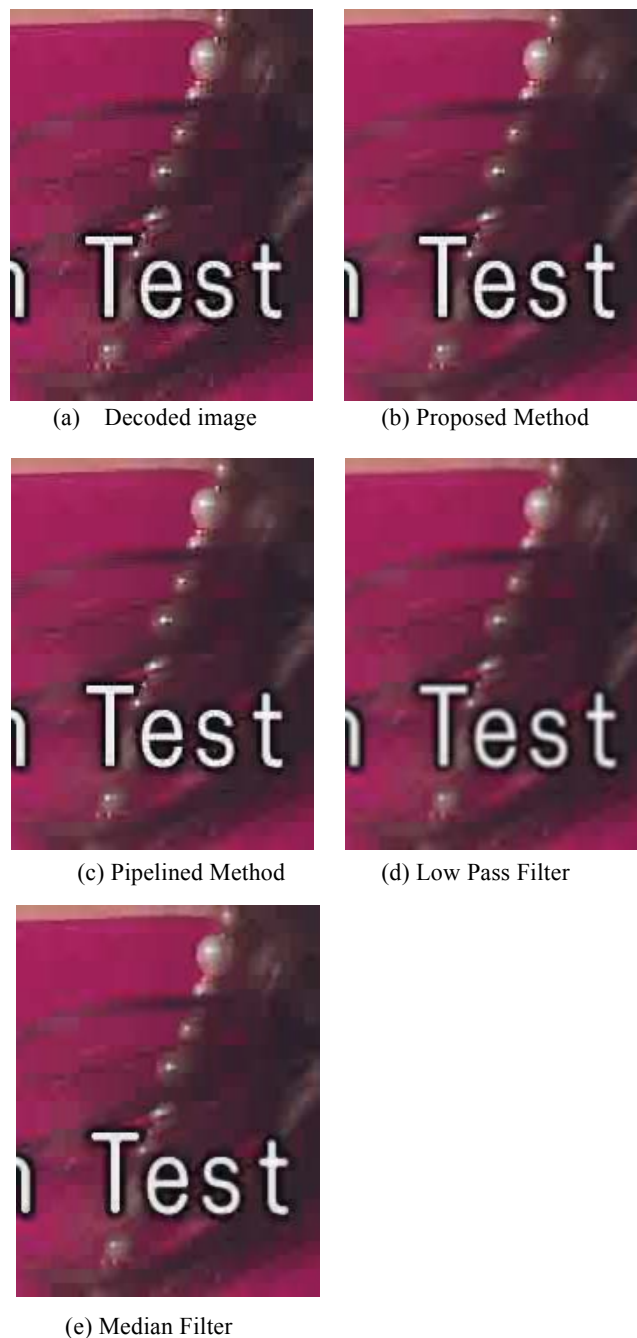 n Test
n Test
(a) Decoded image
(b) Proposed Method
n Test
n Test
(c) Pipelined Method
(d) Low Pass Filter
n Test
(e) Median Filter